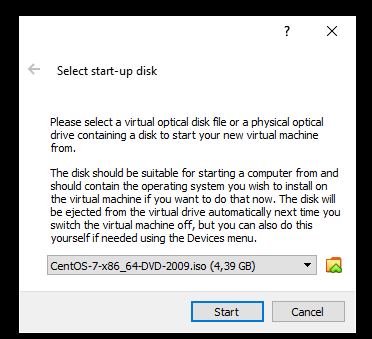 ?
Select start-up disk
Please select a virtual optical disk file or a physical optical
drive containing a disk to start your new virtual machine
from.
The disk should be suitable for starting a computer from and
should contain the operating system you wish to install on
the virtual machine if you want to do that now. The disk will
be ejected from the virtual drive automatically next time you
switch the virtual machine off, but you can also do this
yourself if needed using the Devices menu.
CentOS-7-x86_64-DVD-2009.iso (4,39 GB)
Start Cancel